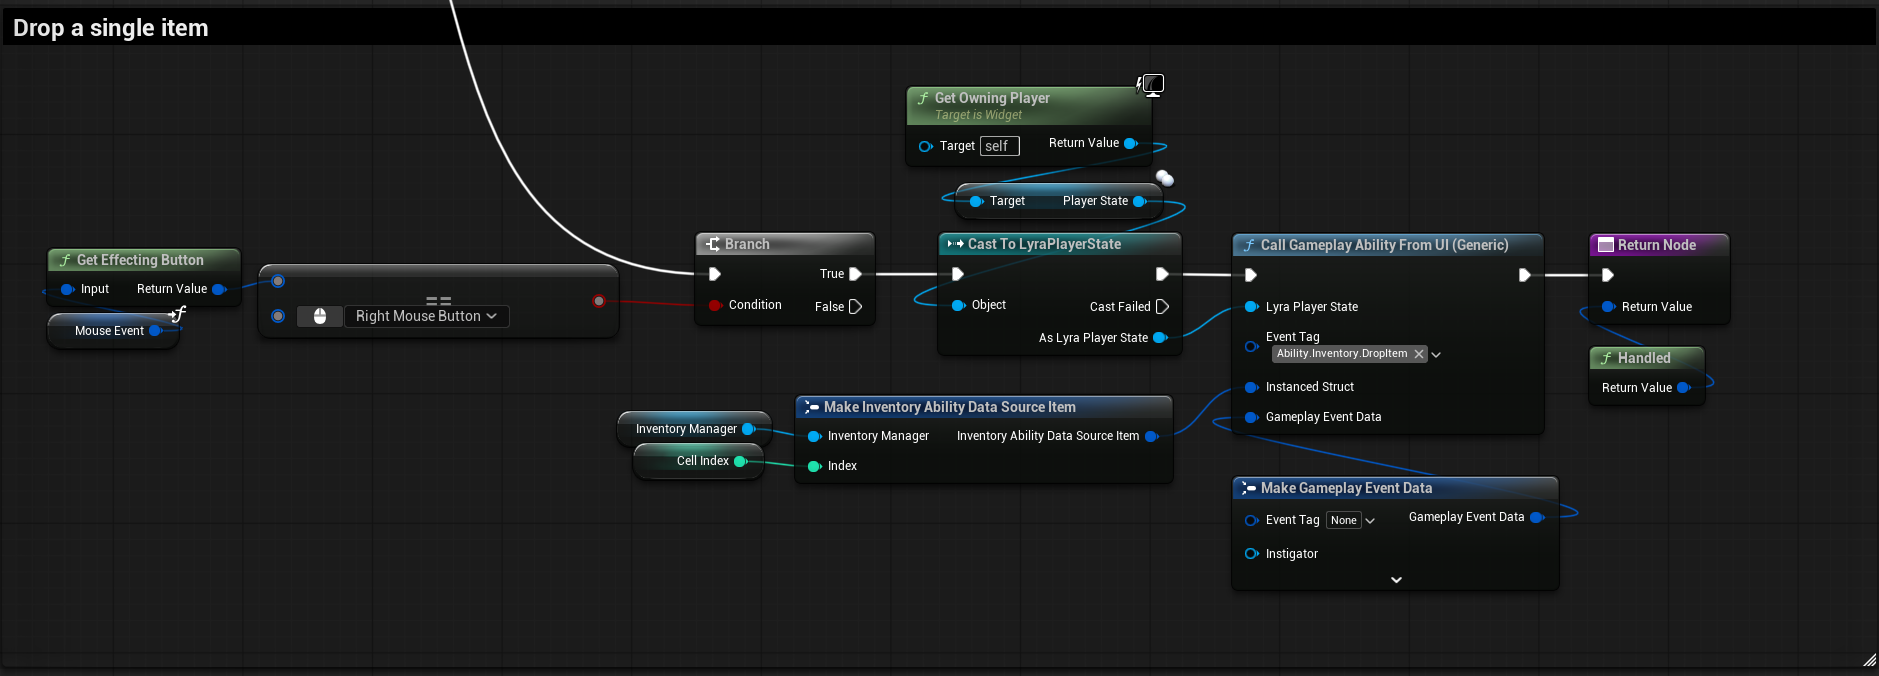 Drop a single item
Get Owning Player
Target is Widget
Target self Return Value
Target Player State
Get Effecting Button
Input Return Value
Mouse Event
==
Right Mouse Button
Branch
True
Condition
False
Cast To LyraPlayerState
Object
Cast Failed
As Lyra Player State
Call Gameplay Ability From UI (Generic)
Lyra Player State
Event Tag
Ability.Inventory.DropItem
Instanced Struct
Gameplay Event Data
Return Node
Return Value
Handled
Return Value
Inventory Manager
Cell Index
Make Inventory Ability Data Source Item
Inventory Manager Inventory Ability Data Source Item
Index
Make Gameplay Event Data
Event Tag None Gameplay Event Data
Instigator